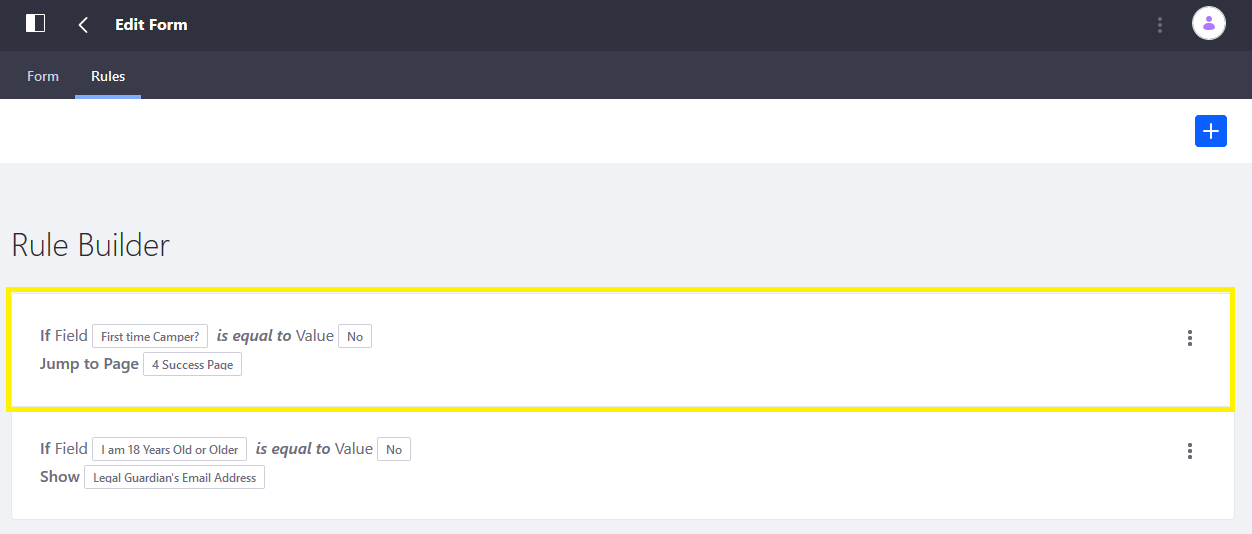 Edit Form
Form Rules
Rule Builder
If Field First time Camper? is equal to Value No
Jump to Page 4 Success Page
If Field I am 18 Years Old or Older is equal to Value No
Show Legal Guardian's Email Address